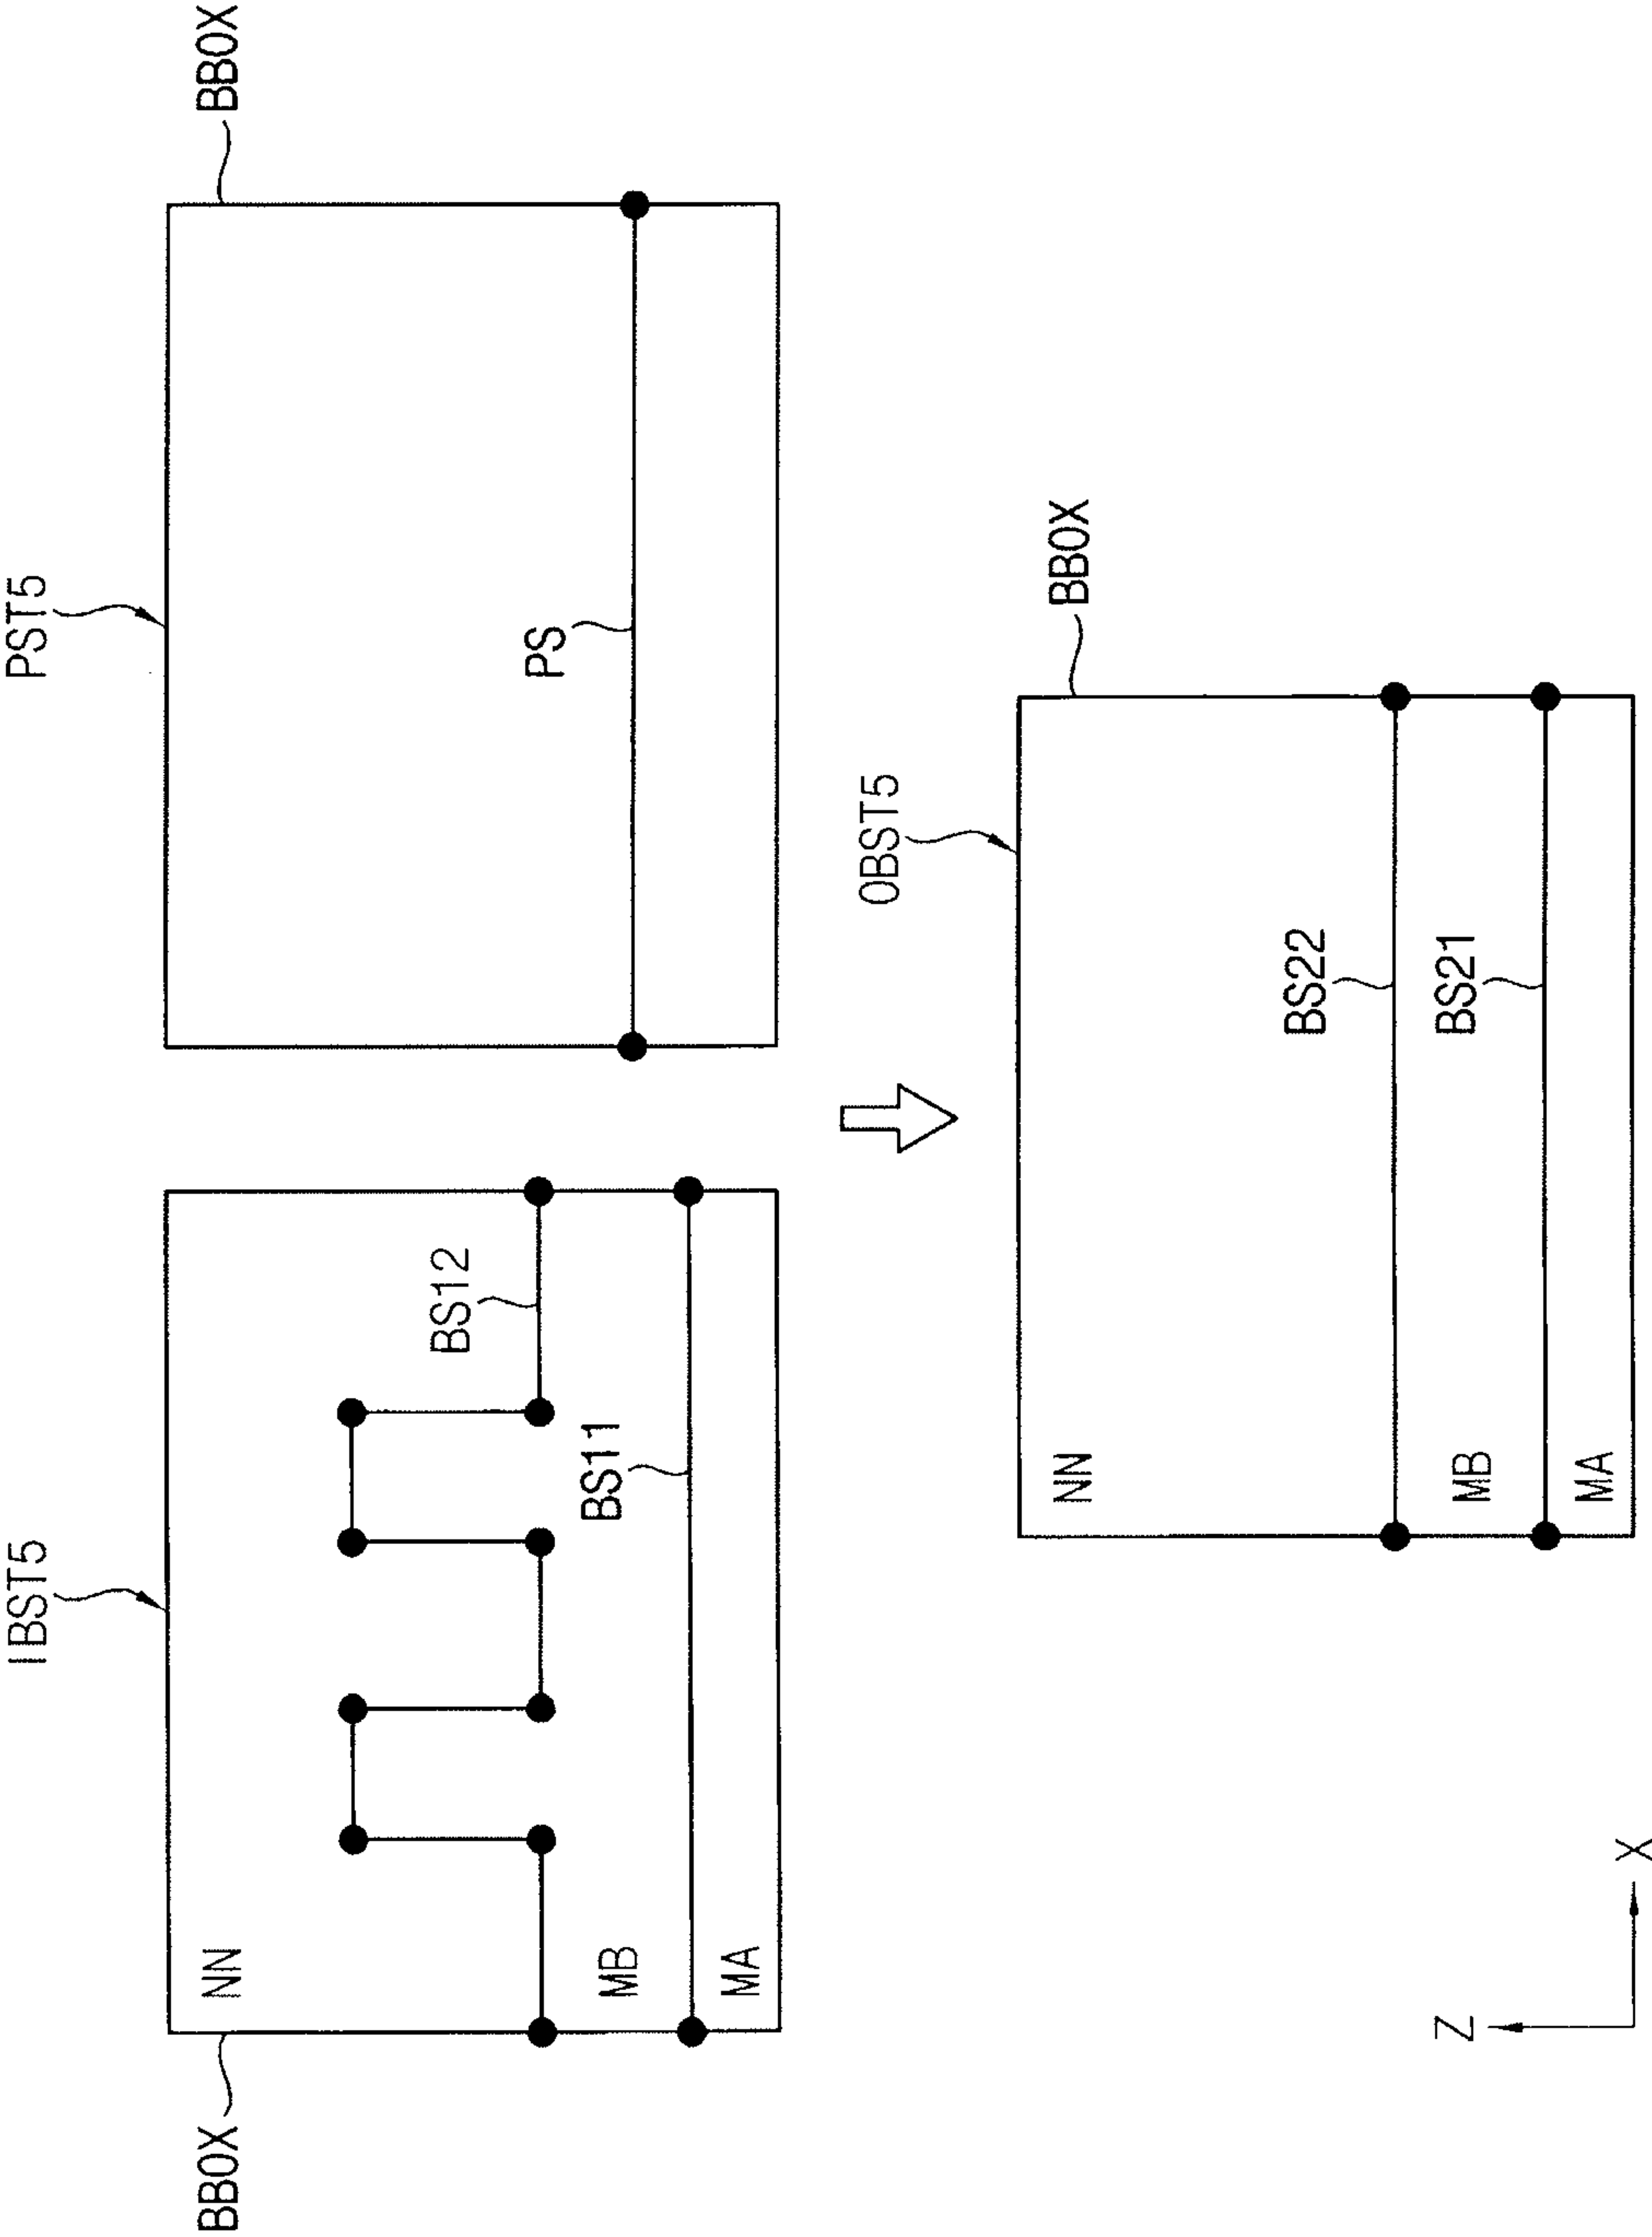 IBST5
PST5
BBOX
NN
BS12
MB
BS11
MA
PS
BBOX
OBST5
BBOX
NN
BS22
MB
BS21
MA
Z
X